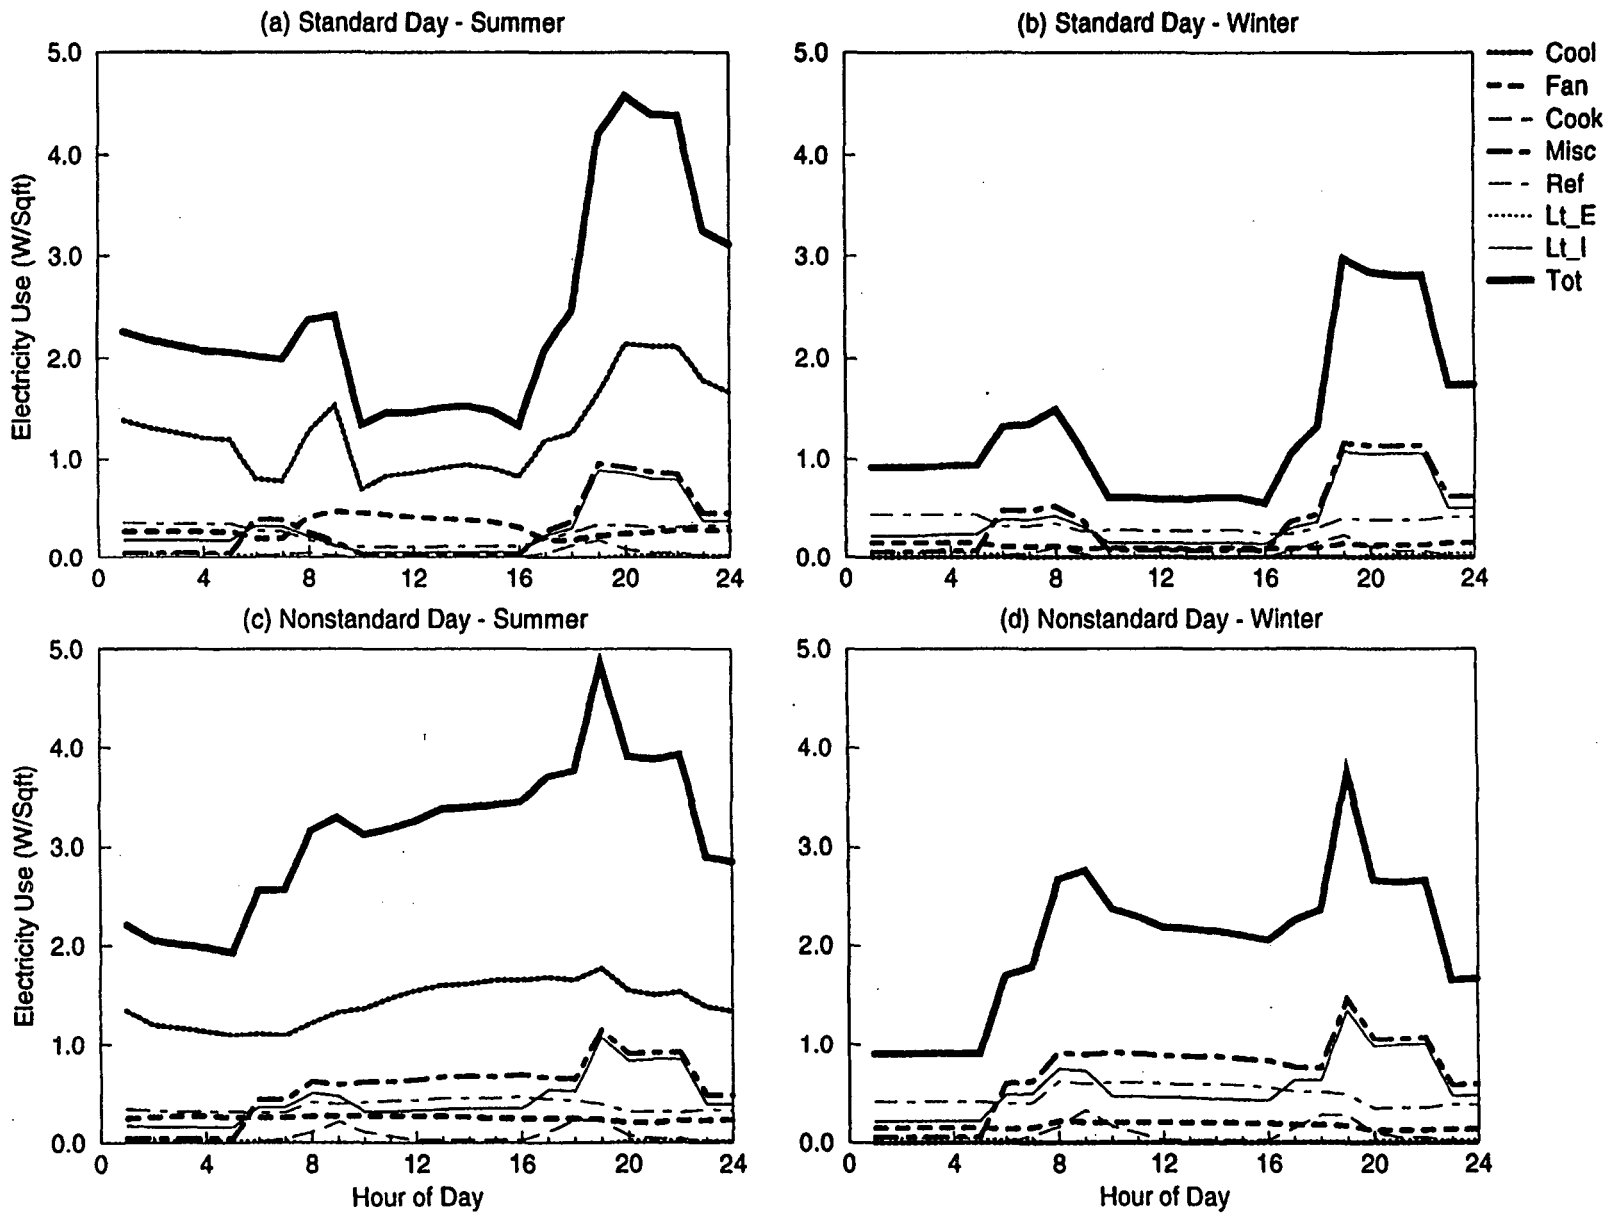 (a) Standard Day - Summer
(b) Standard Day - Winter
5.0
4.0
3.0
2.0
1.0
0.0
0 4 8 12 16 20 24
Electricity Use (W/Sqft)
5.0
4.0
3.0
2.0
1.0
0.0
0 4 8 12 16 20 24
Cool
Fan
Cook
Misc
Ref
Lt_E
Lt_I
Tot
(c) Nonstandard Day - Summer
(d) Nonstandard Day - Winter
5.0
4.0
3.0
2.0
1.0
0.0
0 4 8 12 16 20 24
Electricity Use (W/Sqft)
Hour of Day
5.0
4.0
3.0
2.0
1.0
0.0
0 4 8 12 16 20 24
Hour of Day